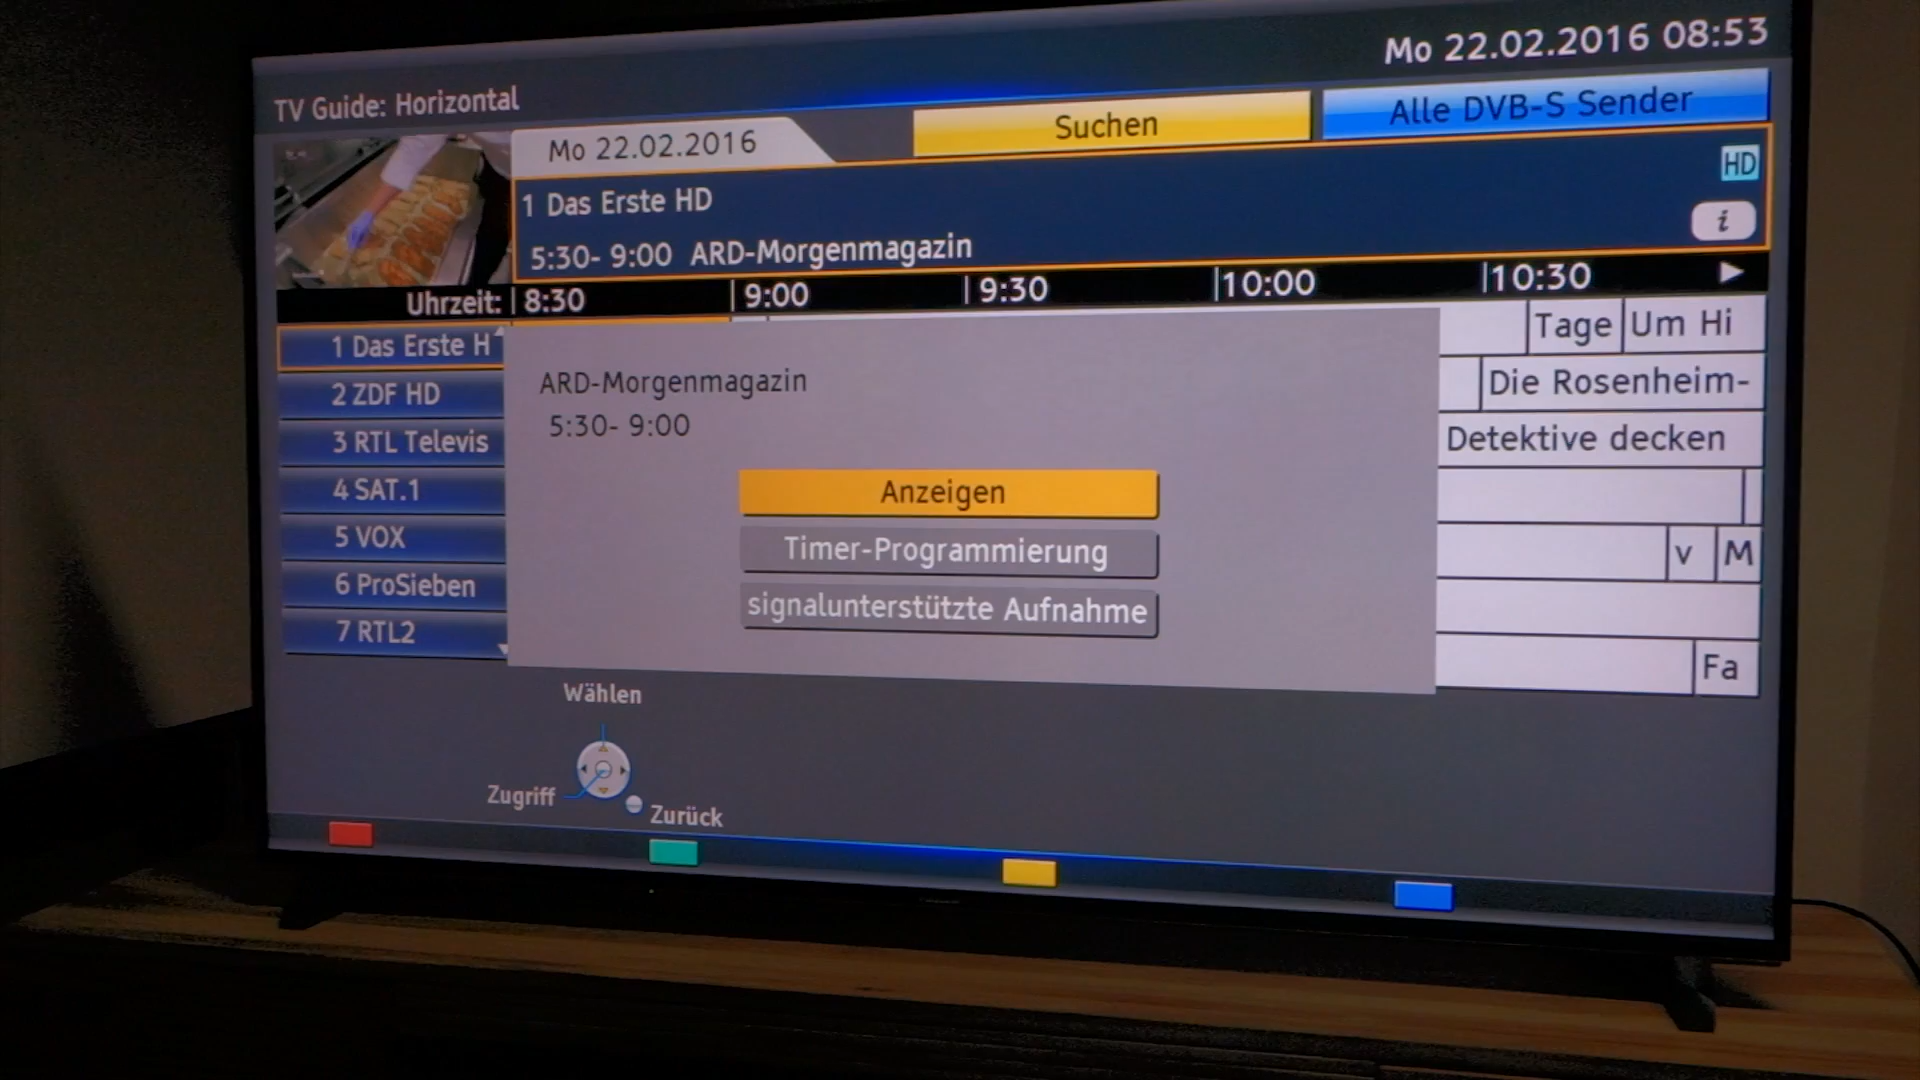 Mo 22.02.2016 08:53
TV Guide: Horizontal
Mo 22.02.2016
Suchen
Alle DVB-S Sender
1 Das Erste HD
HD
i
5:30- 9:00 ARD-Morgenmagazin
Uhrzeit: 8:30 9:00 9:30 10:00 10:30
1 Das Erste H
Tage
Um Hi
2 ZDF HD
Die Rosenheim-
3 RTL Televis
Detektive decken
4 SAT.1
5 VOX
v
M
6 ProSieben
7 RTL2
Fa
ARD-Morgenmagazin
5:30- 9:00
Anzeigen
Timer-Programmierung
signalunterstützte Aufnahme
Wählen
Zugriff
Zurück